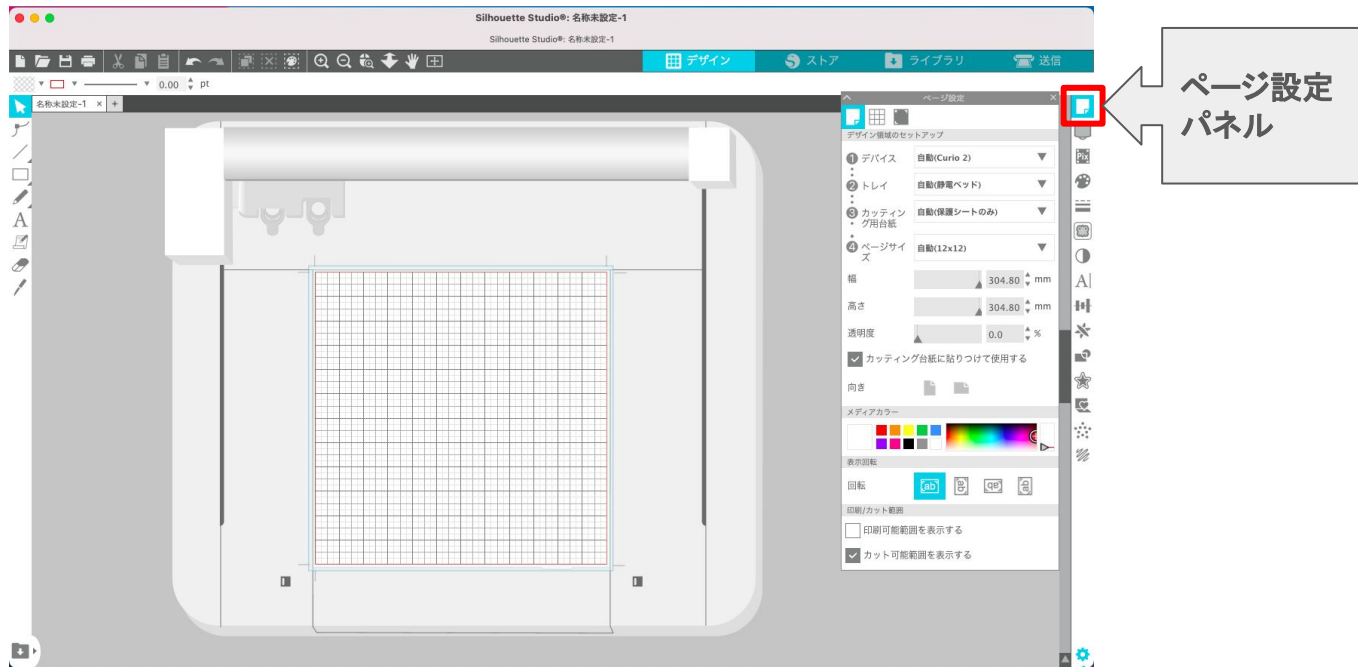 Silhouette Studio®: 名称未設定-1
Silhouette Studio®: 名称未設定-1
デザイン
ストア
ライブラリ
送信
0.00 pt
名称未設定-1 × +
ページ設定
デザイン領域のセットアップ
1 デバイス 自動(Curio 2)
2 トレイ 自動(静電ベッド)
3 カッティン 自動(保護シートのみ)
グ用台紙
4 ページサイ 自動(12x12)
ズ
幅 304.80 mm
高さ 304.80 mm
透明度 0.0 %
カッティング台紙に貼りつけて使用する
向き
メディアカラー
表示回転
回転 ab ab ab ab
印刷/カット範囲
印刷可能範囲を表示する
カット可能範囲を表示する
Pix
A
A
ページ設定
パネル